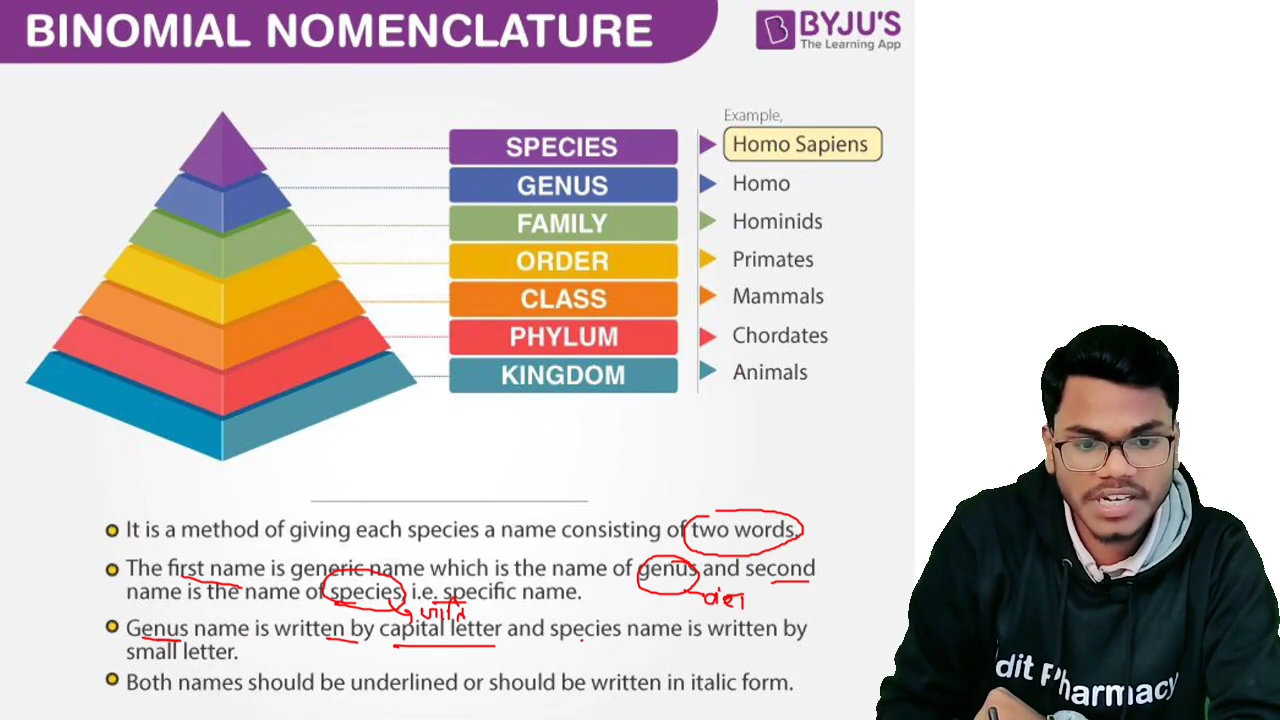 BINOMIAL NOMENCLATURE
BYJU'S
The Learning App
Example,
SPECIES
Homo Sapiens
GENUS
Homo
FAMILY
Hominids
ORDER
Primates
CLASS
Mammals
PHYLUM
Chordates
KINGDOM
Animals
It is a method of giving each species a name consisting of two words.
The first name is generic name which is the name of genus and second
name is the name of species, i.e. specific name.
Genus name is written by capital letter and species name is written by
small letter.
Both names should be underlined or should be written in italic form.
dit Pharmacy